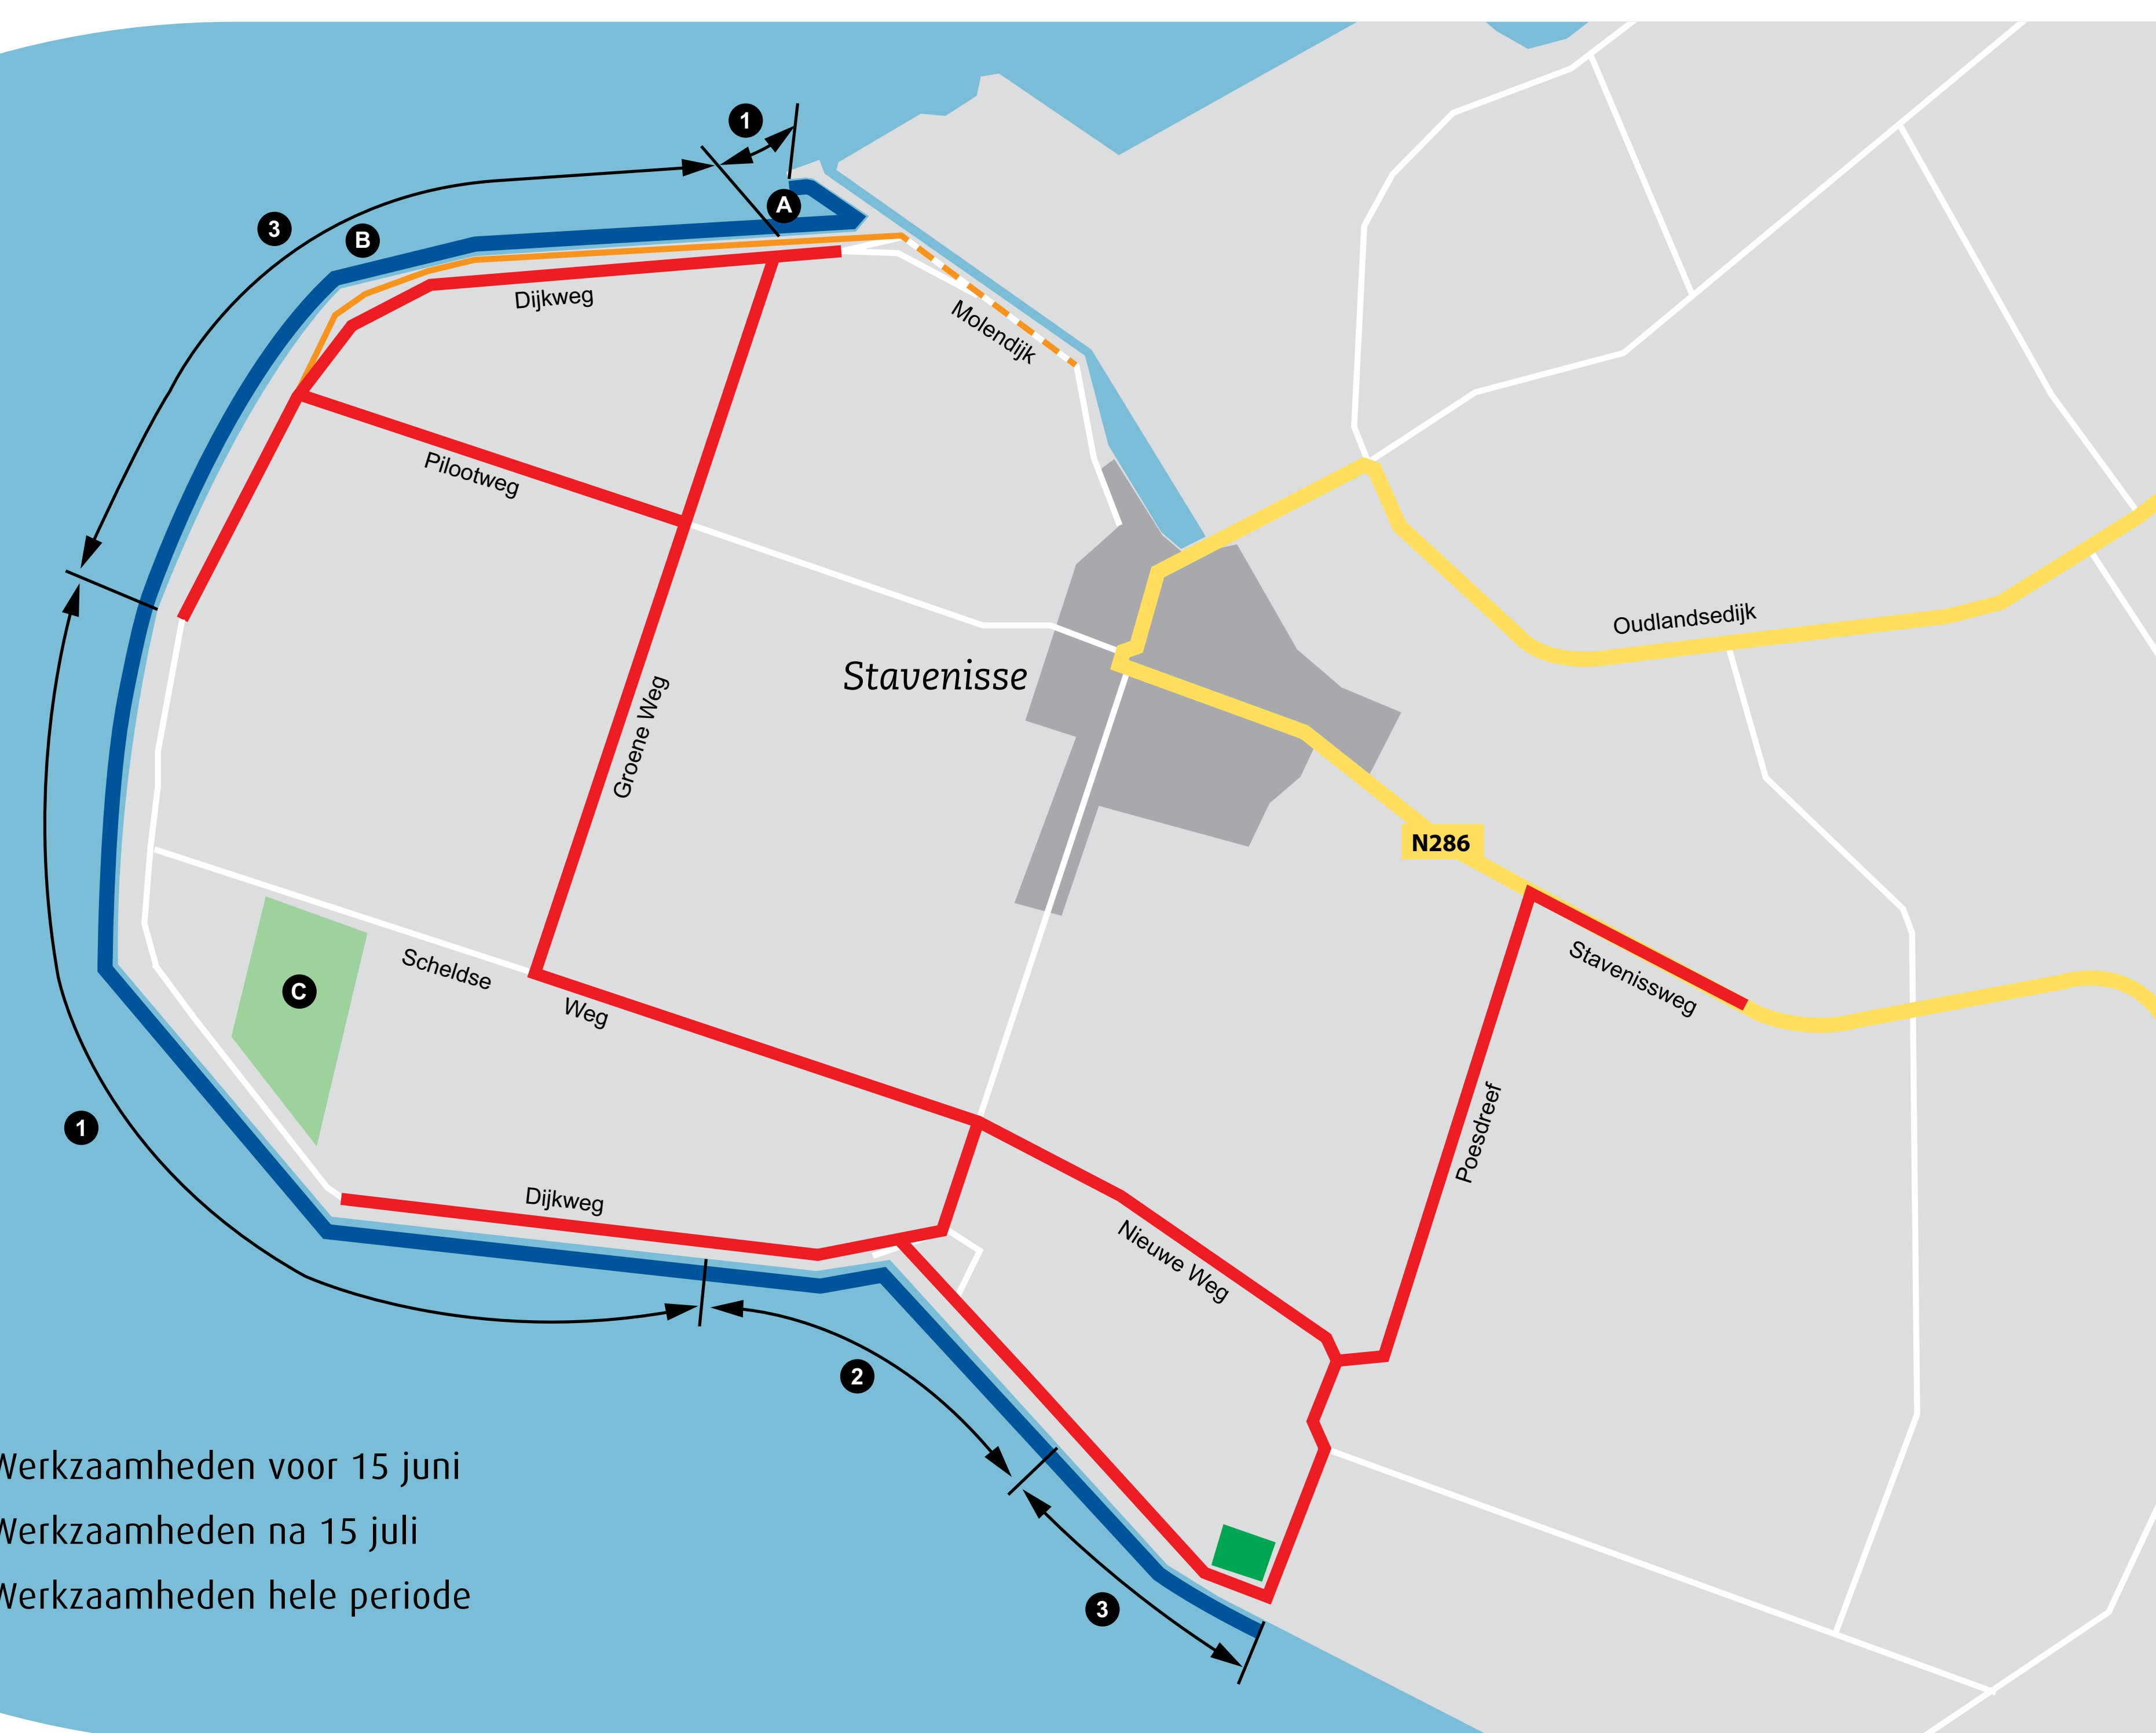 1
A
3
B
Dijkweg
Molendijk
Pilootweg
Oudlandsedijk
Stavenisse
Groene Weg
N286
Stavenissweg
Scheldse
Weg
C
Poesdreef
1
Dijkweg
Nieuwe Weg
2
3
Werkzaamheden voor 15 juni
Werkzaamheden na 15 juli
Werkzaamheden hele periode